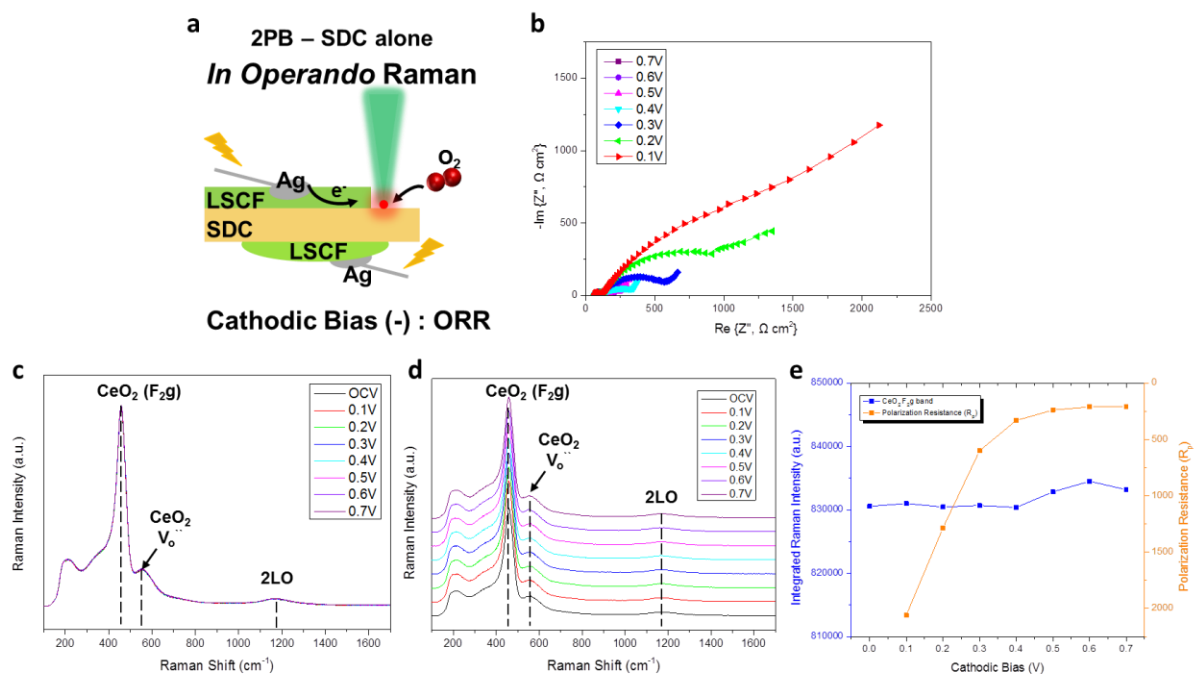 a
2PB – SDC alone
In Operando Raman
O2
Ag
e-
LSCF
SDC
LSCF
Ag
Cathodic Bias (-) : ORR
b
0.7V
0.6V
0.5V
0.4V
0.3V
0.2V
0.1V
1500
1000
500
0
-Im {Z", Ω cm²}
0 500 1000 1500 2000 2500
Re {Z", Ω cm²}
c
CeO2 (F2g)
CeO2
Vo¨
2LO
OCV
0.1V
0.2V
0.3V
0.4V
0.5V
0.6V
0.7V
Raman Intensity (a.u.)
200 400 600 800 1000 1200 1400 1600
Raman Shift (cm-1)
d
CeO2 (F2g)
CeO2
Vo¨
2LO
OCV
0.1V
0.2V
0.3V
0.4V
0.5V
0.6V
0.7V
Raman Intensity (a.u.)
200 400 600 800 1000 1200 1400 1600
Raman Shift (cm-1)
e
CeO2 F2g band
Polarization Resistance (Rp)
850000
840000
830000
820000
810000
Integrated Raman Intensity (a.u.)
0
500
1000
1500
2000
Polarization Resistance (Rp)
0.0 0.1 0.2 0.3 0.4 0.5 0.6 0.7
Cathodic Bias (V)